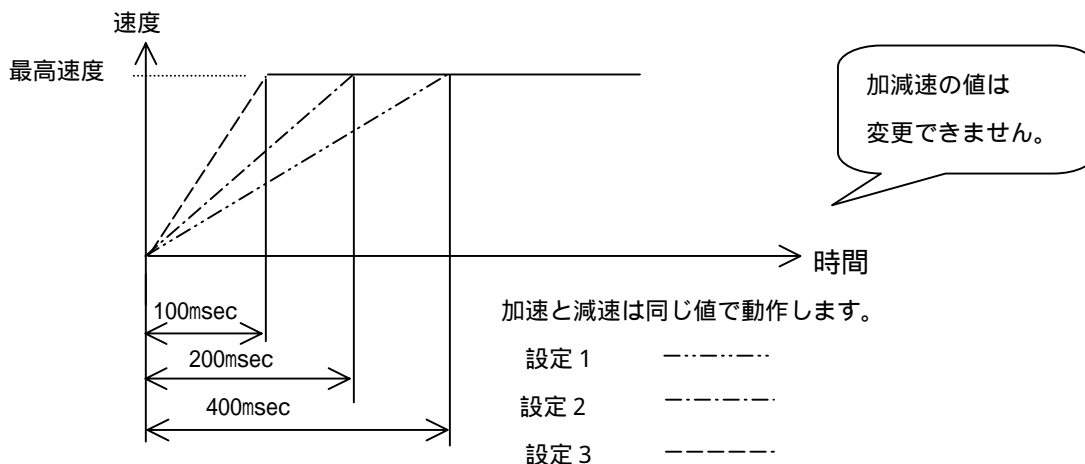 速度
最高速度
加減速の値は
変更できません。
時間
100msec
200msec
400msec
加速と減速は同じ値で動作します。
設定 1
設定 2
設定 3